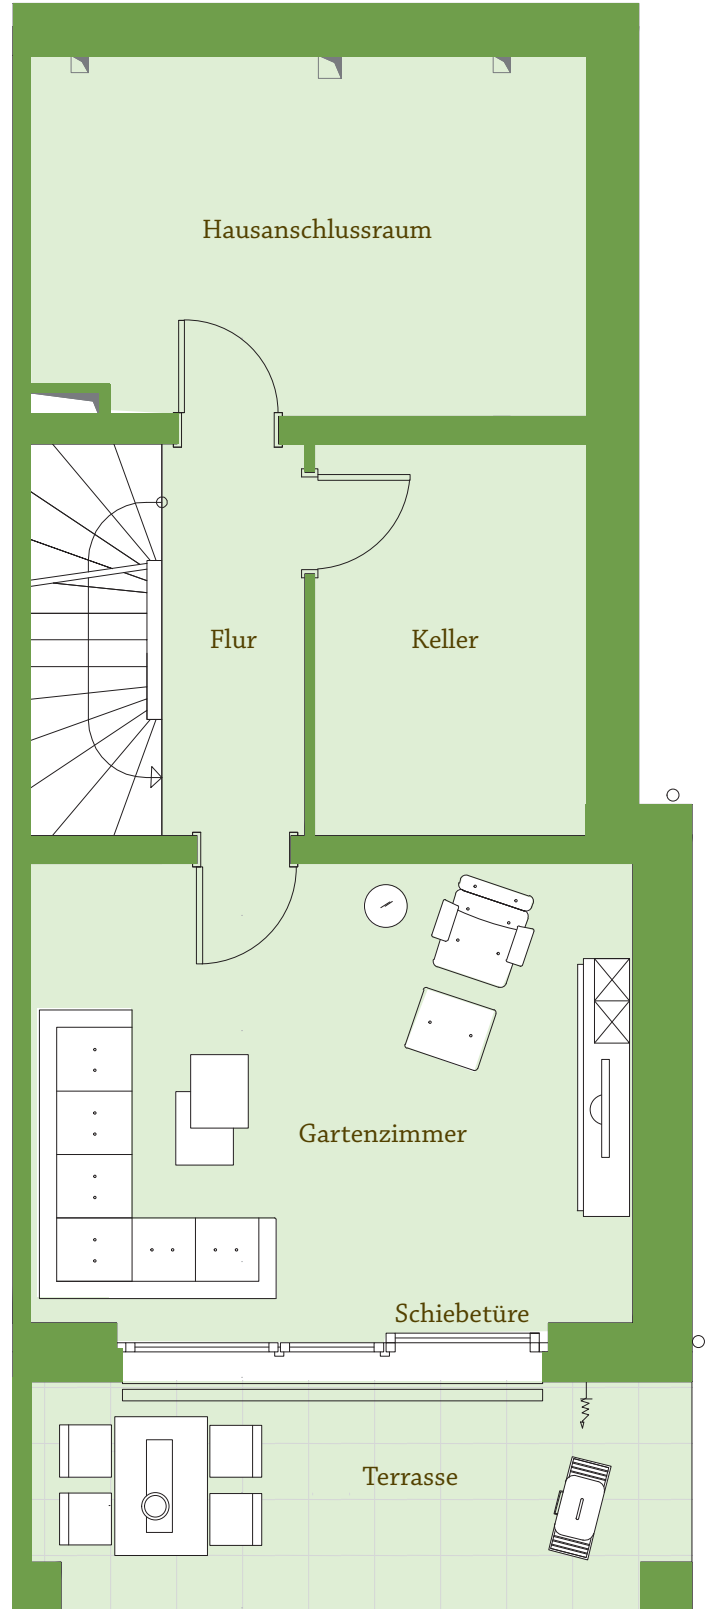 Hausanschlussraum
Flur
Keller
Gartenzimmer
Schiebetüre
Terrasse